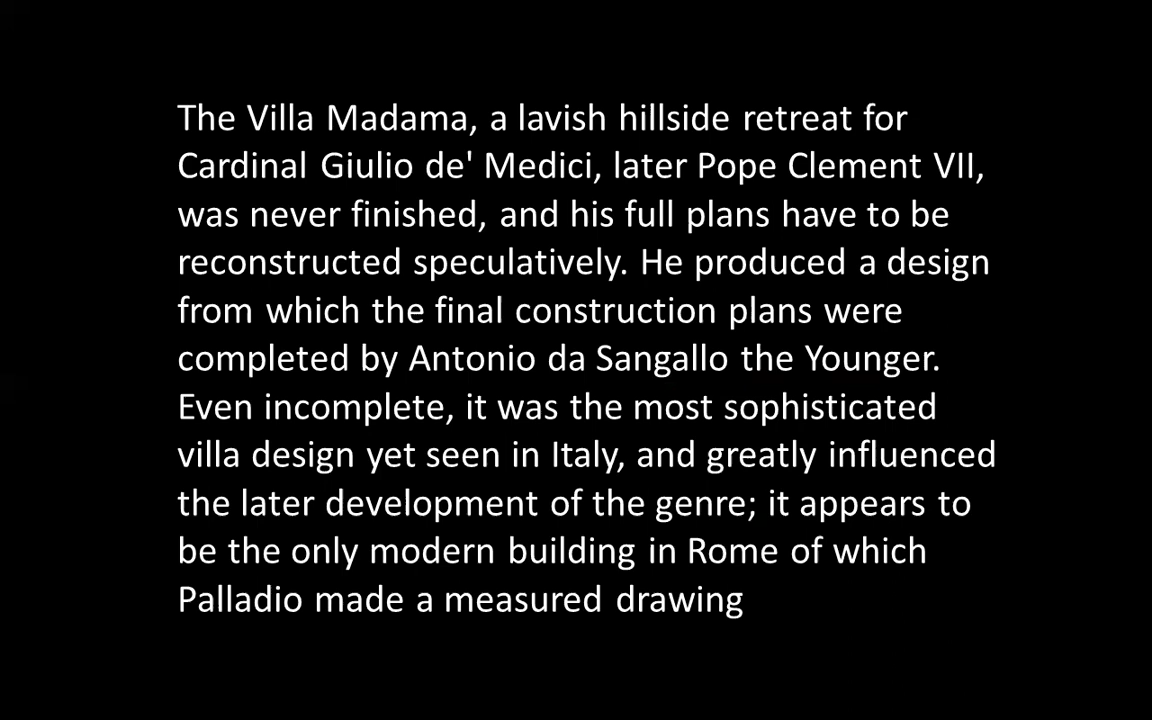 The Villa Madama, a lavish hillside retreat for
Cardinal Giulio de' Medici, later Pope Clement VII,
was never finished, and his full plans have to be
reconstructed speculatively. He produced a design
from which the final construction plans were
completed by Antonio da Sangallo the Younger.
Even incomplete, it was the most sophisticated
villa design yet seen in Italy, and greatly influenced
the later development of the genre; it appears to
be the only modern building in Rome of which
Palladio made a measured drawing